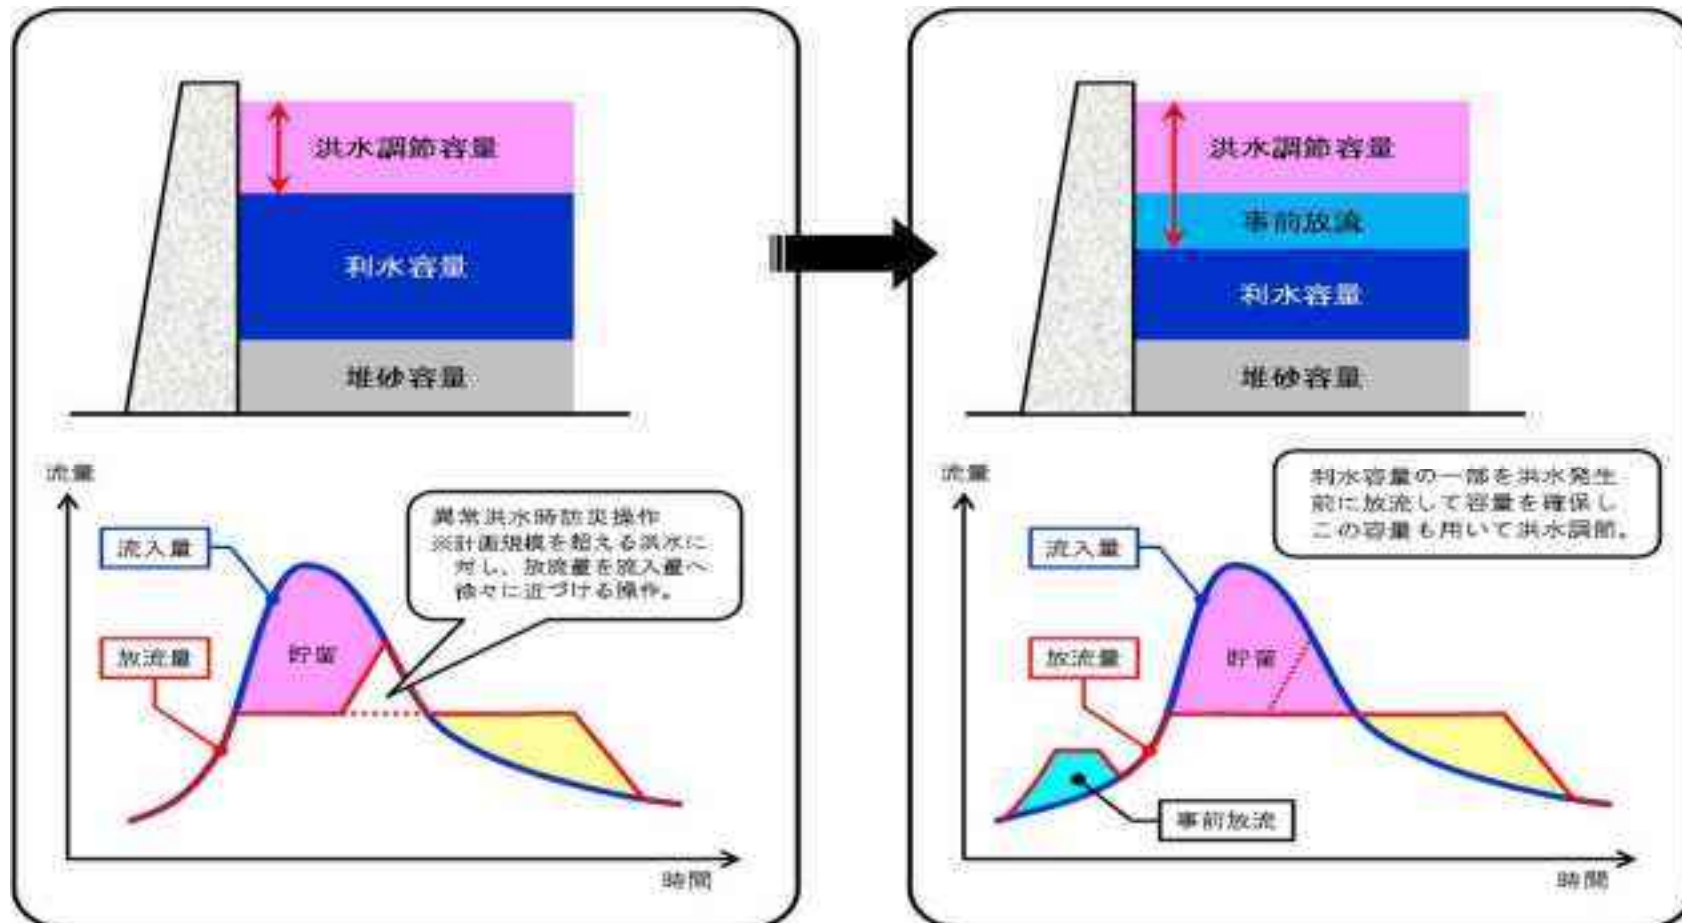 洪水調節容量
利水容量
堆砂容量
流量
異常洪水時防災操作
※計画規模を超える洪水に
対し、放流量を流入量へ
徐々に近づける操作。
流入量
放流量
貯留
時間
洪水調節容量
事前放流
利水容量
堆砂容量
流量
利水容量の一部を洪水発生
前に放流して容量を確保し
この容量も用いて洪水調節。
流入量
放流量
貯留
事前放流
時間